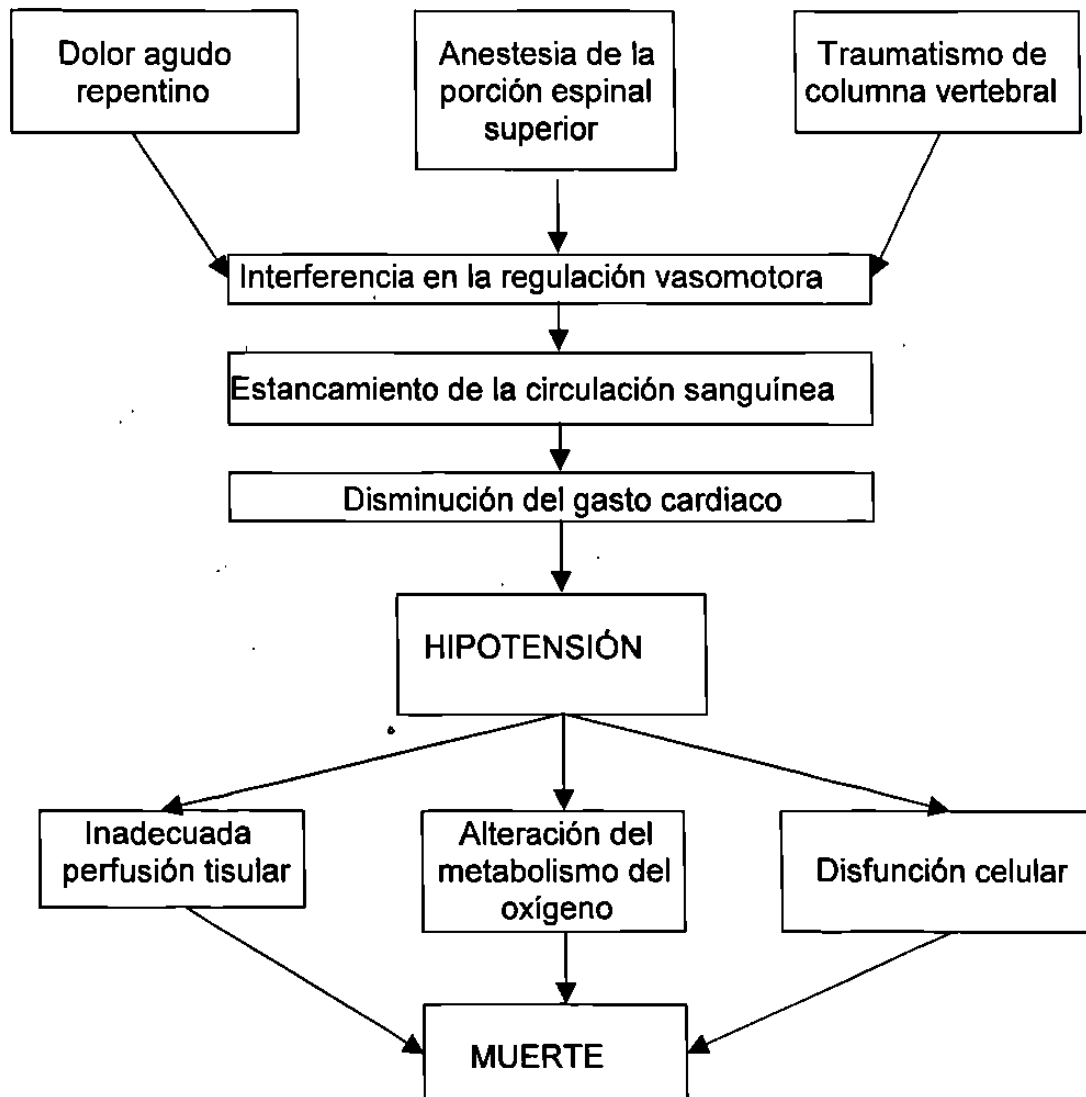 Dolor agudo
repentino
Anestesia de la
porción espinal
superior
Traumatismo de
columna vertebral
Interferencia en la regulación vasomotora
Estancamiento de la circulación sanguínea
Disminución del gasto cardiaco
HIPOTENSIÓN
Inadecuada
perfusión tisular
Alteración del
metabolismo del
oxígeno
Disfunción celular
MUERTE